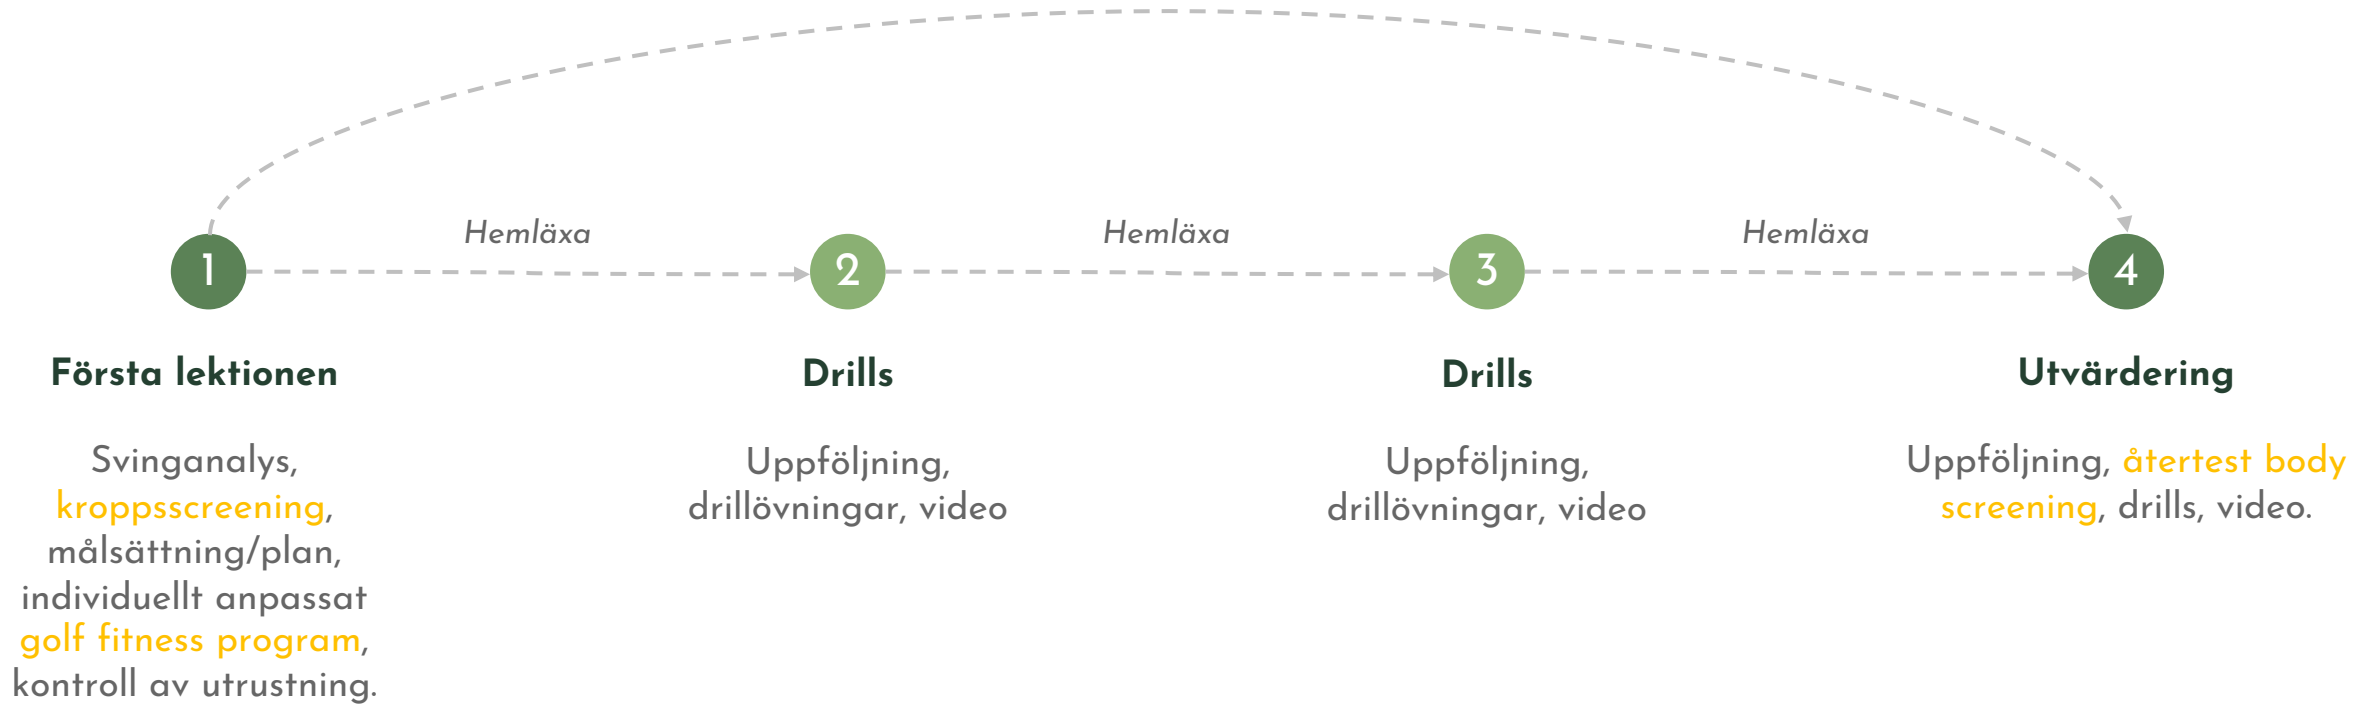 Hemläxa
Hemläxa
Hemläxa
1
2
3
4
Första lektionen
Svinganalys,
kroppsscreening,
målsättning/plan,
individuellt anpassat
golf fitness program,
kontroll av utrustning.
Drills
Uppföljning,
drillövningar, video
Drills
Uppföljning,
drillövningar, video
Utvärdering
Uppföljning, återtest body
screening, drills, video.